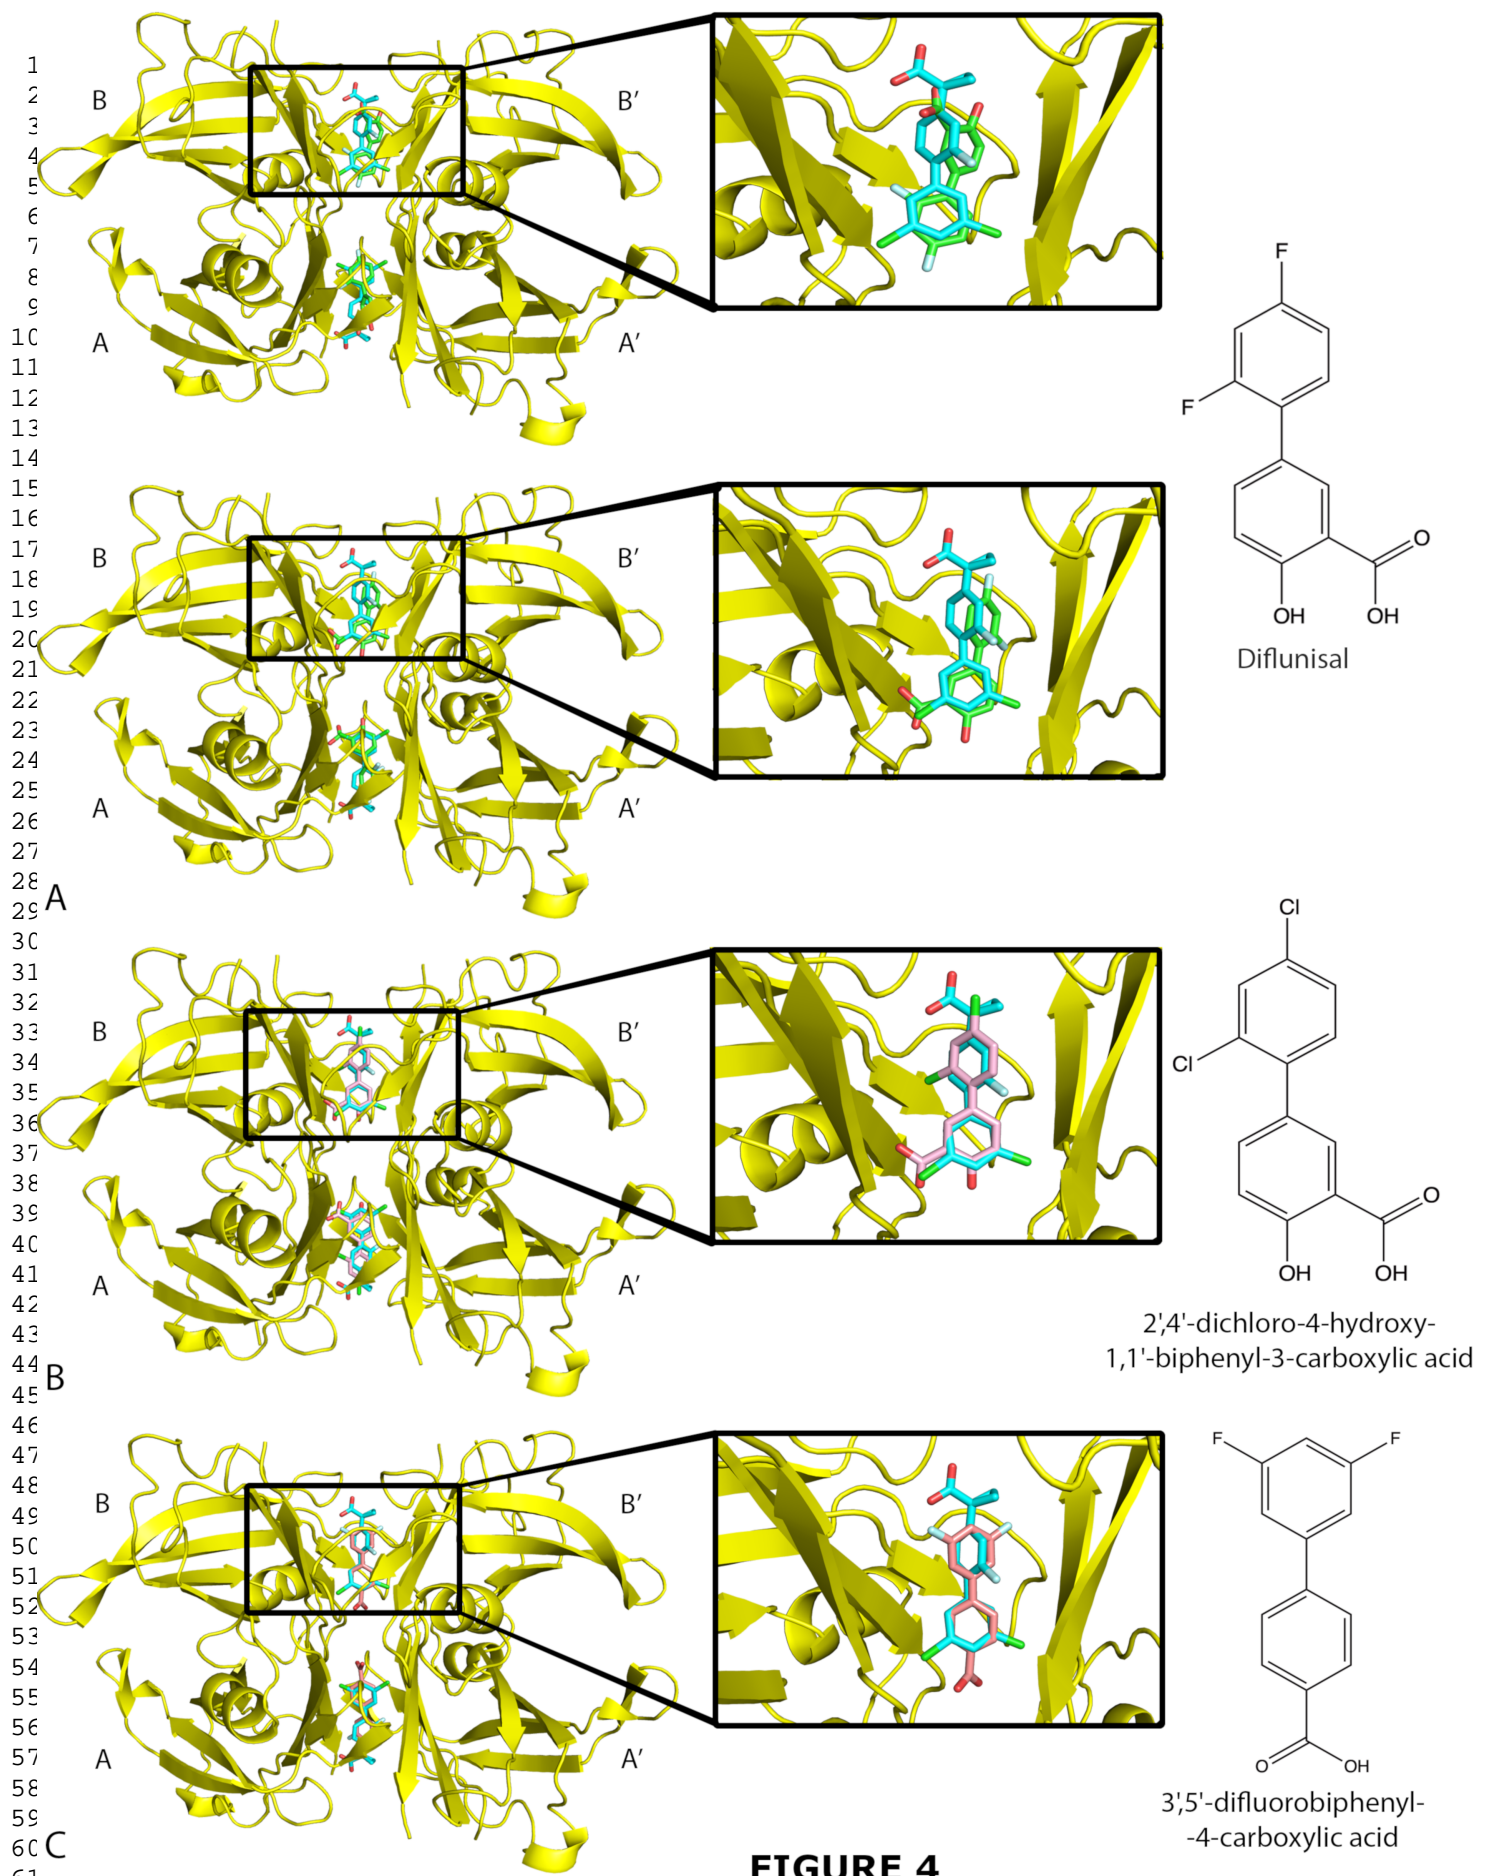 1
2
3
4
5
6
7
8
9
10
11
12
13
14
15
16
17
18
19
20
21
22
23
24
25
26
27
28
29
30
31
32
33
34
35
36
37
38
39
40
41
42
43
44
45
46
47
48
49
50
51
52
53
54
55
56
57
58
59
60
B
B′
A
A′
F
F
O
OH
OH
Diflunisal
B
B′
A
A′
A
Cl
Cl
O
OH
OH
2',4'-dichloro-4-hydroxy-
1,1'-biphenyl-3-carboxylic acid
B
B′
A
A′
B
F
F
O
OH
3',5'-difluorobiphenyl-
-4-carboxylic acid
B
B′
A
A′
C
FIGURE 4